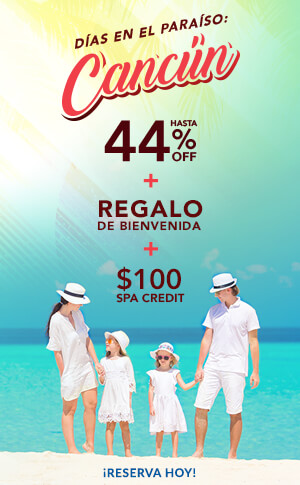 DÍAS EN EL PARAÍSO:
Cancún
HASTA
44%
OFF
+
REGALO
DE BIENVENIDA
+
$100
SPA CREDIT
¡RESERVA HOY!